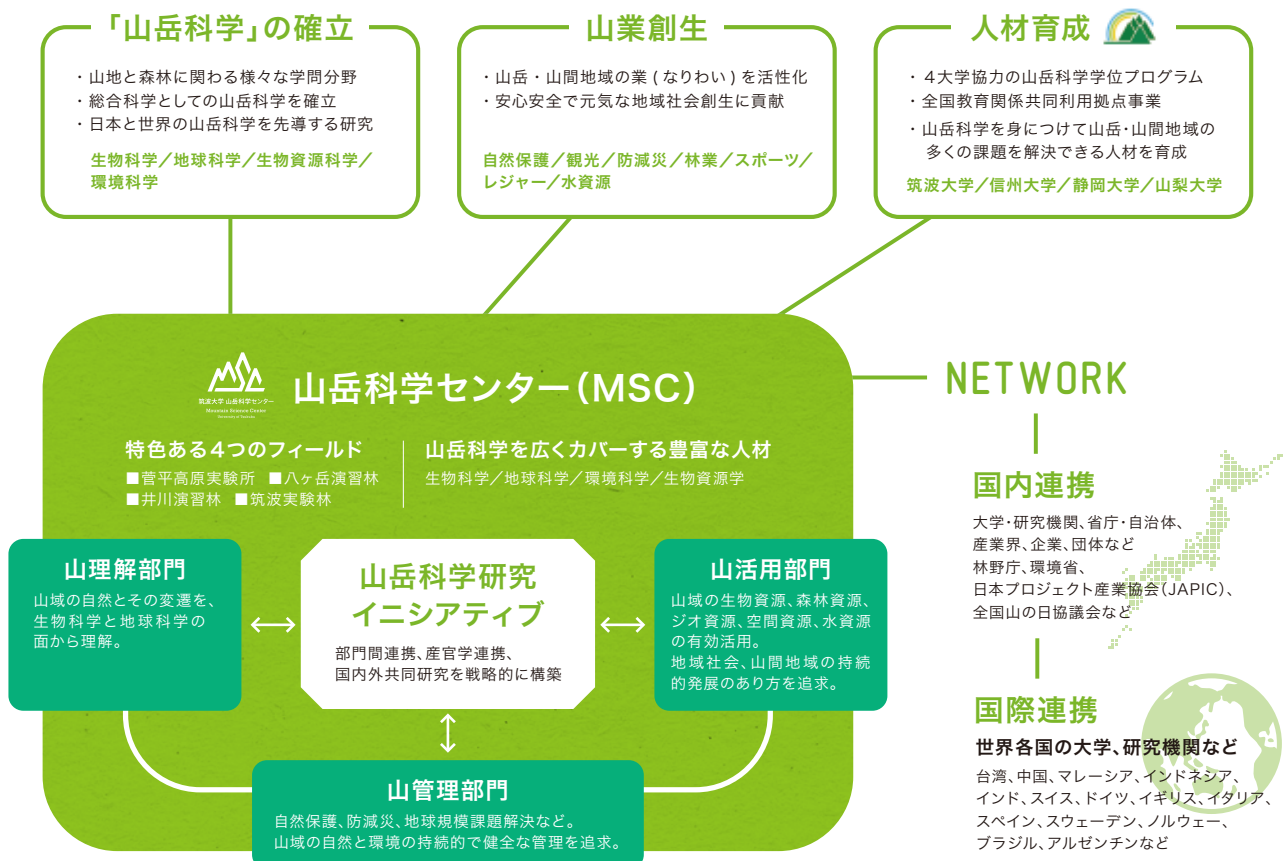 「山岳科学」の確立
・山地と森林に関わる様々な学問分野
・総合科学としての山岳科学を確立
・日本と世界の山岳科学を先導する研究
生物科学／地球科学／生物資源科学／
環境科学
山業創生
・山岳・山間地域の業(なりわい)を活性化
・安心安全で元気な地域社会創生に貢献
自然保護／観光／防減災／林業／スポーツ／
レジャー／水資源
人材育成
・4大学協力の山岳科学学位プログラム
・全国教育関係共同利用拠点事業
・山岳科学を身につけて山岳・山間地域の
多くの課題を解決できる人材を育成
筑波大学／信州大学／静岡大学／山梨大学
筑波大学 山岳科学センター
Mountain Science Center
University of Tsukuba
山岳科学センター(MSC)
特色ある4つのフィールド
■菅平高原実験所 ■八ヶ岳演習林
■井川演習林 ■筑波実験林
山岳科学を広くカバーする豊富な人材
生物科学／地球科学／環境科学／生物資源学
山理解部門
山域の自然とその変遷を、
生物科学と地球科学の
面から理解。
山岳科学研究
イニシアティブ
部門間連携、産官学連携、
国内外共同研究を戦略的に構築
山活用部門
山域の生物資源、森林資源、
ジオ資源、空間資源、水資源
の有効活用。
地域社会、山間地域の持続
的発展のあり方を追求。
山管理部門
自然保護、防減災、地球規模課題解決など。
山域の自然と環境の持続的で健全な管理を追求。
NETWORK
国内連携
大学・研究機関、省庁・自治体、
産業界、企業、団体など
林野庁、環境省、
日本プロジェクト産業協会(JAPIC)、
全国山の日協議会など
国際連携
世界各国の大学、研究機関など
台湾、中国、マレーシア、インドネシア、
インド、スイス、ドイツ、イギリス、イタリア、
スペイン、スウェーデン、ノルウェー、
ブラジル、アルゼンチンなど